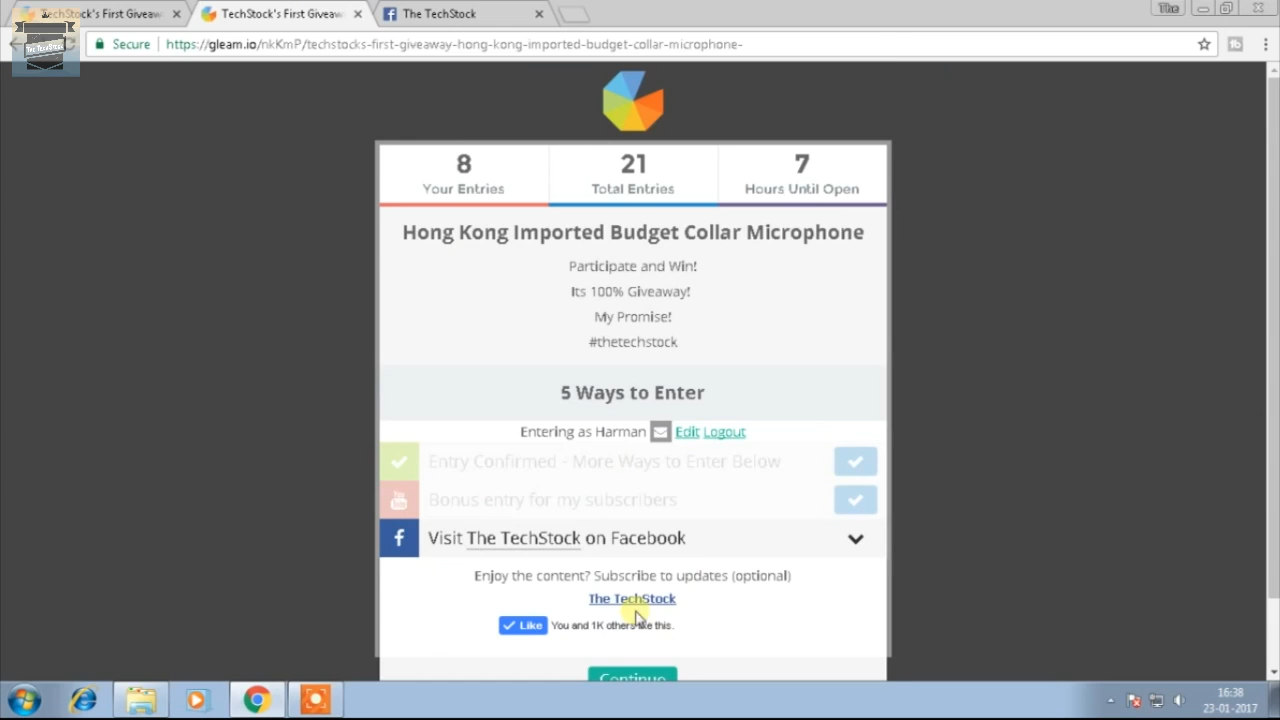 TechStock's First Giveaw
TechStock's First Giveaw
The TechStock
The
Secure
https://gleam.io/nkKmP/techstocks-first-giveaway-hong-kong-imported-budget-collar-microphone-
The TechStock
8
Your Entries
21
Total Entries
7
Hours Until Open
Hong Kong Imported Budget Collar Microphone
Participate and Win!
Its 100% Giveaway!
My Promise!
#thetechstock
5 Ways to Enter
Entering as Harman Edit Logout
Entry Confirmed - More Ways to Enter Below
Bonus entry for my subscribers
Visit The TechStock on Facebook
Enjoy the content? Subscribe to updates (optional)
The TechStock
Like You and 1K others like this.
Continue
16:38
23-01-2017